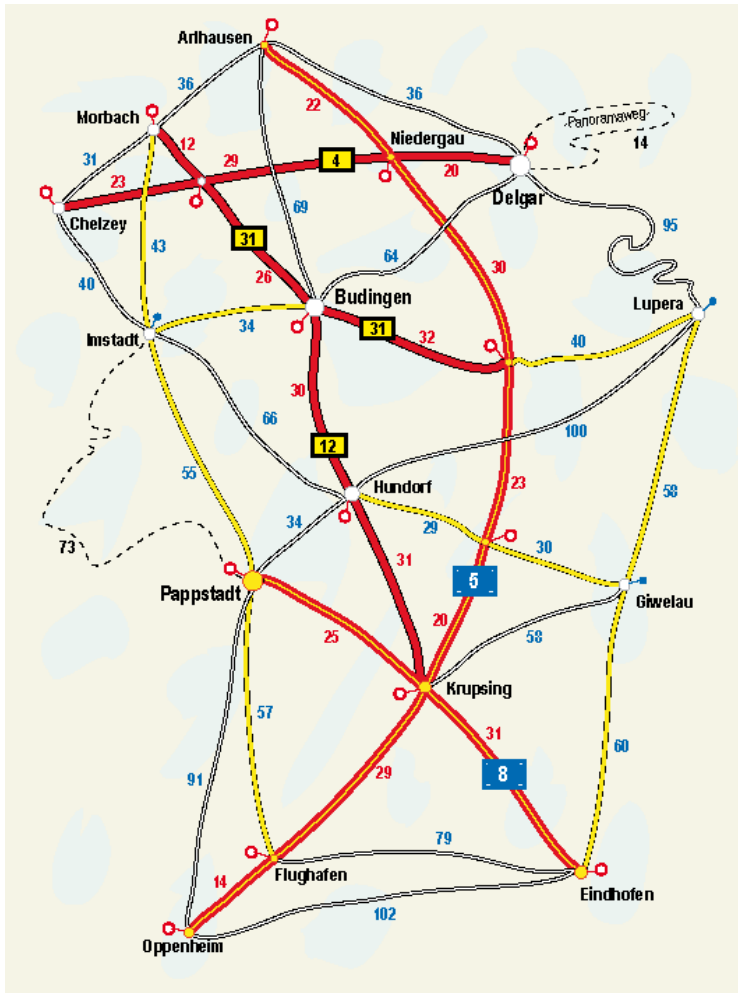 Arlhausen
36
36
22
Morbach
Niedergau
Panoramaweg
14
12
31
29
4
20
23
Delgar
Chelzey
69
95
31
43
64
26
30
40
Budingen
Lupera
34
31
Imstadt
32
40
30
66
12
100
55
23
58
Hundorf
34
29
73
30
31
5
Pappstadt
Giwelau
25
20
58
Krupsing
57
31
60
29
8
91
79
14
Flughafen
Eindhofen
102
Oppenheim